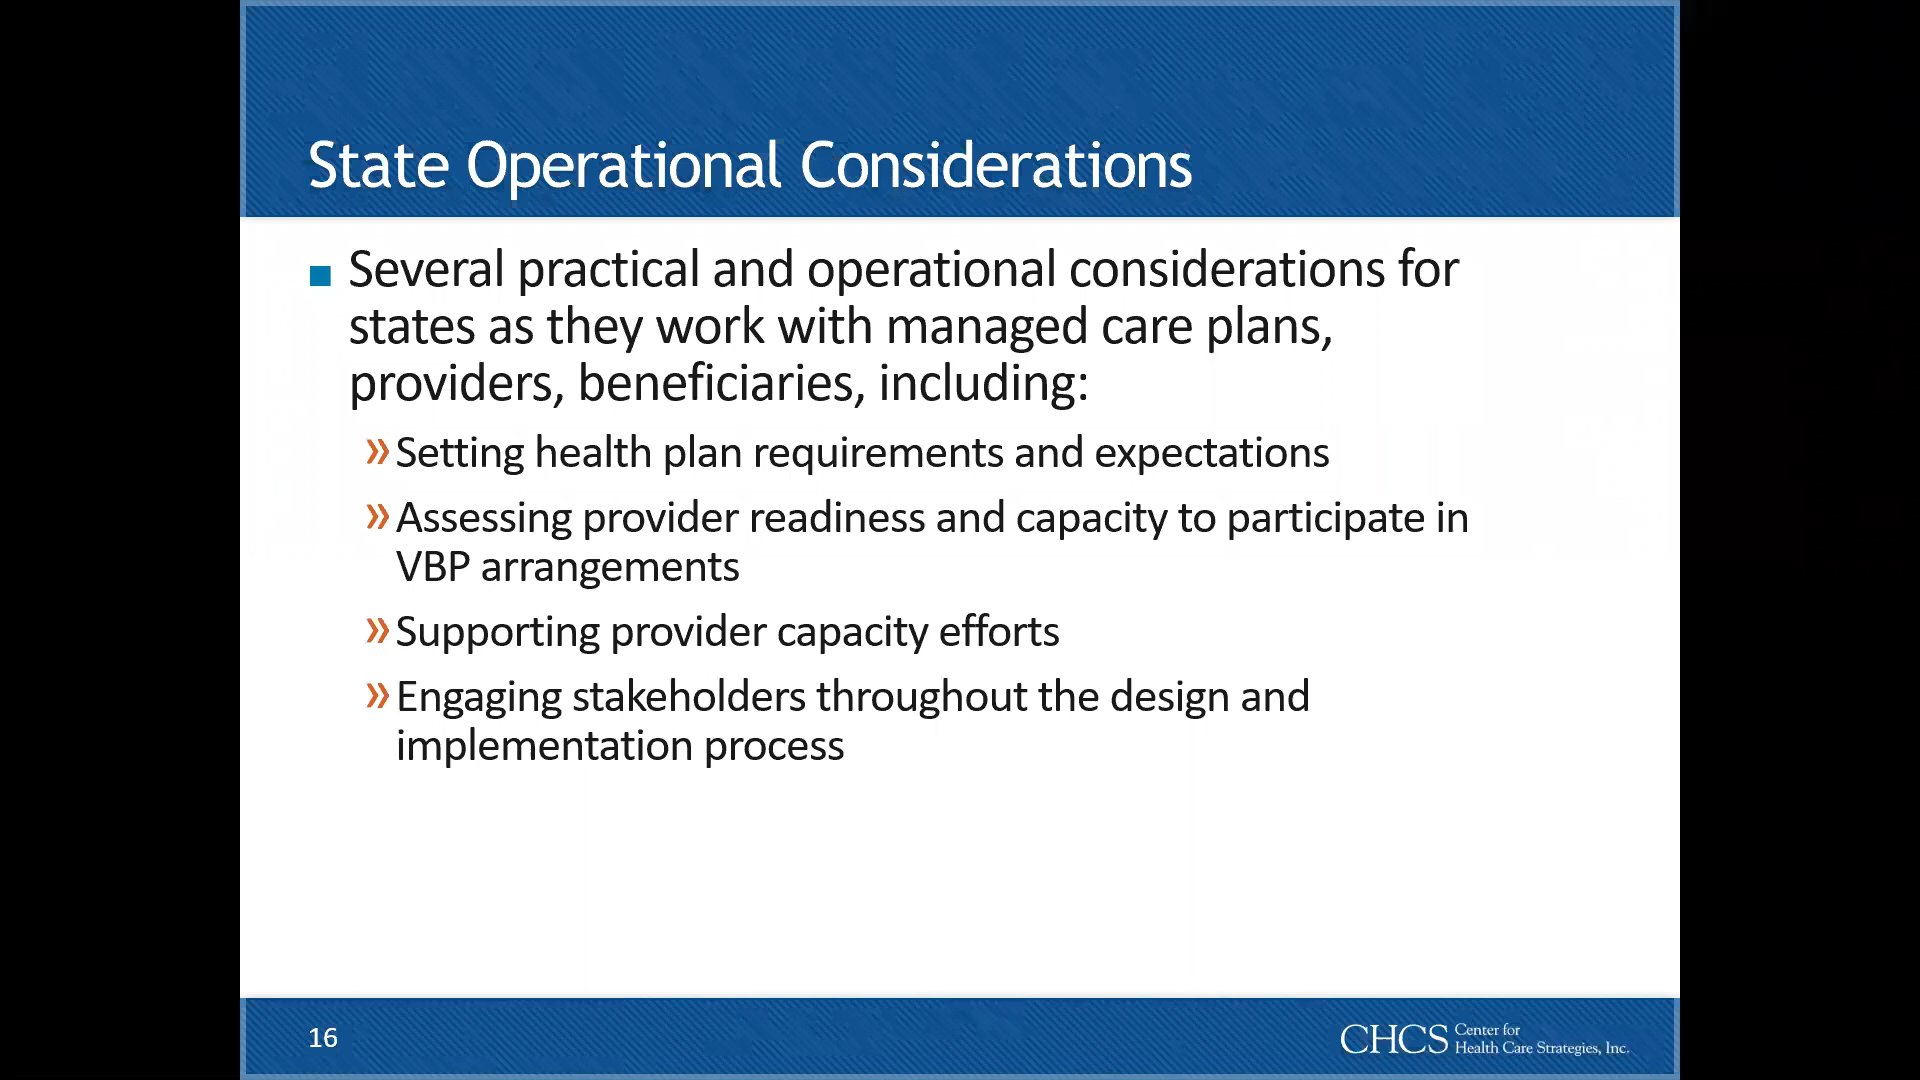 State Operational Considerations
■ Several practical and operational considerations for
states as they work with managed care plans,
providers, beneficiaries, including:
» Setting health plan requirements and expectations
» Assessing provider readiness and capacity to participate in
VBP arrangements
» Supporting provider capacity efforts
» Engaging stakeholders throughout the design and
implementation process
16
CHCS Center for
Health Care Strategies, Inc.